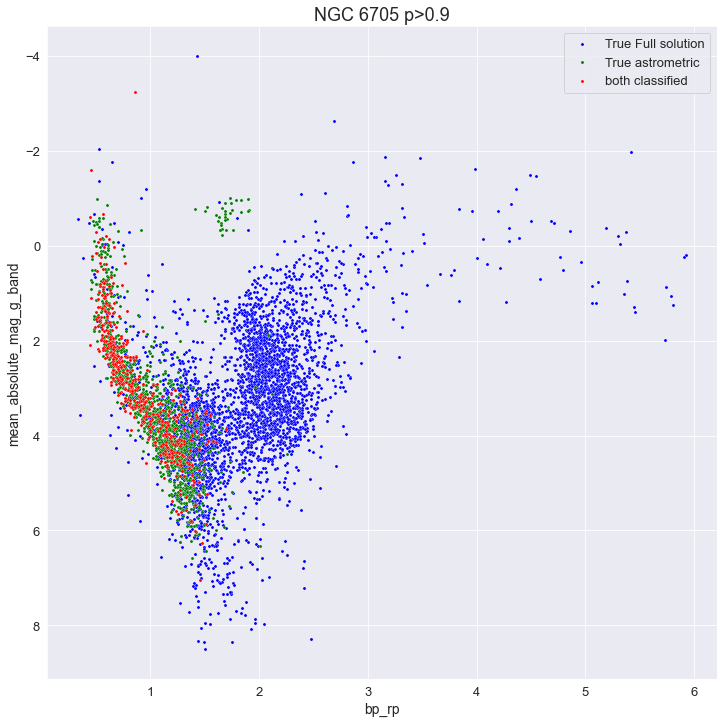 NGC 6705 p>0.9
True Full solution
True astrometric
both classified
−4
−2
0
2
4
6
8
mean_absolute_mag_g_band
1 2 3 4 5 6
bp_rp